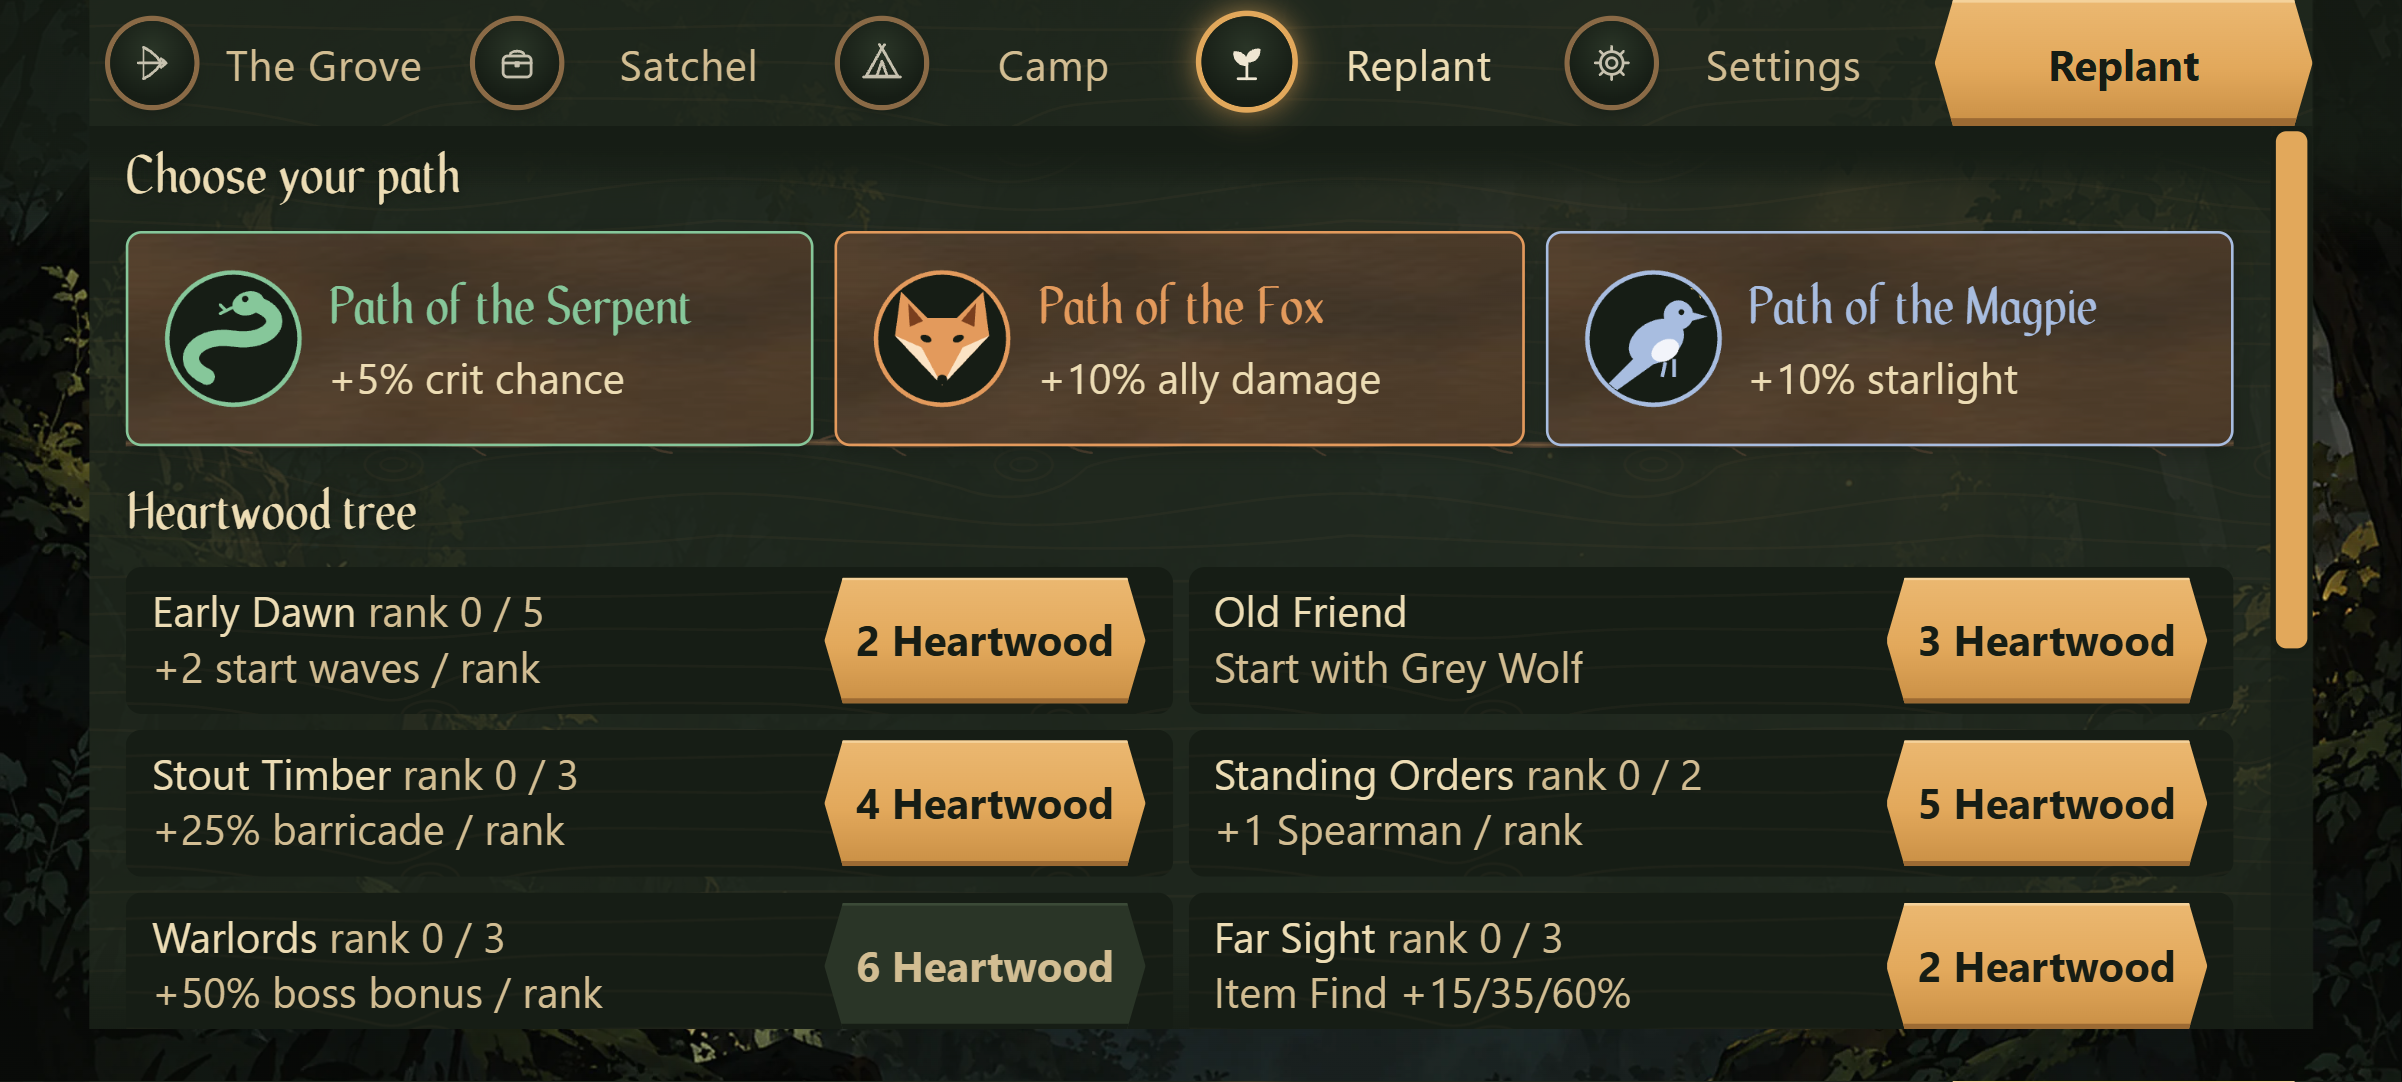 The Grove
Satchel
Camp
Replant
Settings
Replant
Choose your path
Path of the Serpent
+5% crit chance
Path of the Fox
+10% ally damage
Path of the Magpie
+10% starlight
Heartwood tree
Early Dawn rank 0 / 5
+2 start waves / rank
2 Heartwood
Old Friend
Start with Grey Wolf
3 Heartwood
Stout Timber rank 0 / 3
+25% barricade / rank
4 Heartwood
Standing Orders rank 0 / 2
+1 Spearman / rank
5 Heartwood
Warlords rank 0 / 3
+50% boss bonus / rank
6 Heartwood
Far Sight rank 0 / 3
Item Find +15/35/60%
2 Heartwood